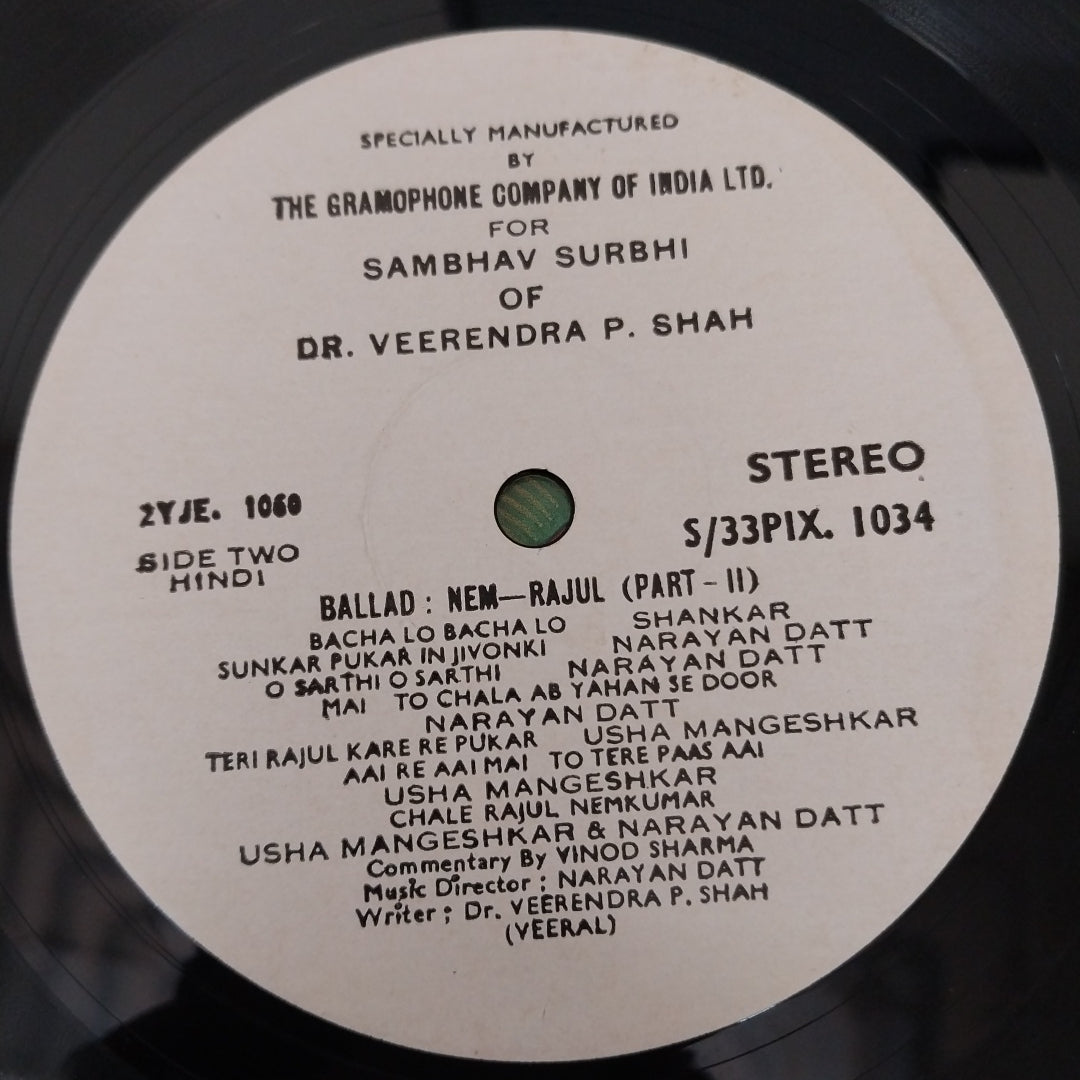 SPECIALLY MANUFACTURED
BY
THE GRAMOPHONE COMPANY OF INDIA LTD.
FOR
SAMBHAV SURBHI
OF
DR. VEERENDRA P. SHAH
STEREO
2YJE. 1060
S/33PIX. 1034
SIDE TWO
HINDI
BALLAD : NEM—RAJUL (PART - II)
BACHA LO BACHA LO SHANKAR
SUNKAR PUKAR IN JIVONKI NARAYAN DATT
O SARTHI O SARTHI NARAYAN DATT
MAI TO CHALA AB YAHAN SE DOOR
NARAYAN DATT
TERI RAJUL KARE RE PUKAR USHA MANGESHKAR
AAI RE AAI MAI TO TERE PAAS AAI
USHA MANGESHKAR
CHALE RAJUL NEMKUMAR
USHA MANGESHKAR & NARAYAN DATT
Commentary By VINOD SHARMA
Music Director : NARAYAN DATT
Writer ; Dr. VEERENDRA P. SHAH
(VEERAL)